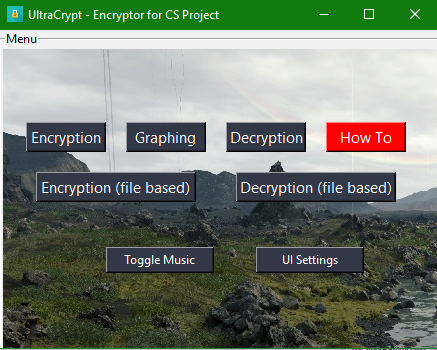 UltraCrypt - Encryptor for CS Project
Menu
Encryption Graphing Decryption How To
Encryption (file based) Decryption (file based)
Toggle Music UI Settings